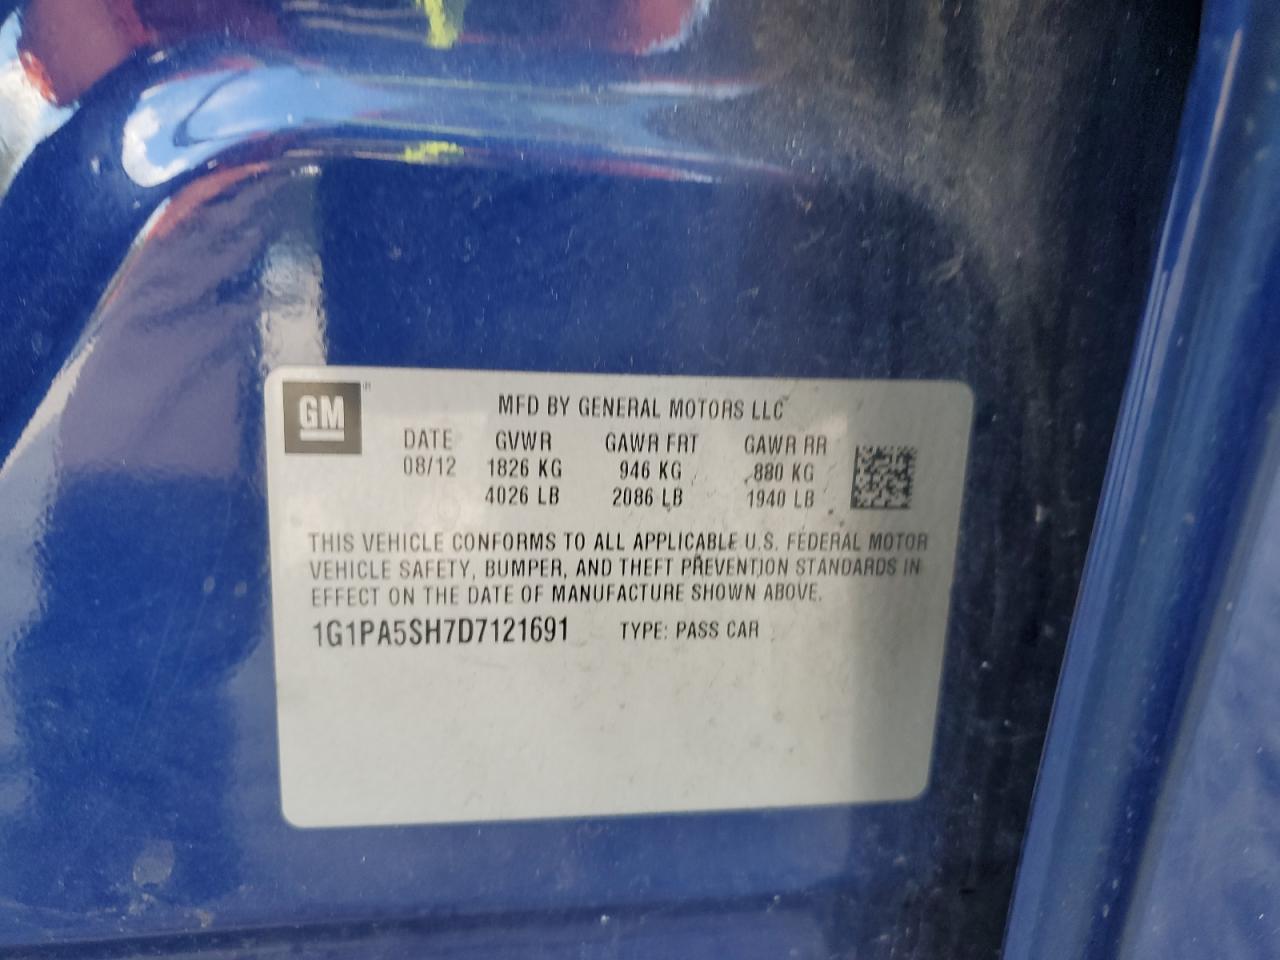 GM
MFD BY GENERAL MOTORS LLC
DATE GVWR GAWR FRT GAWR RR
08/12 1826 KG 946 KG 880 KG
4026 LB 2086 LB 1940 LB
THIS VEHICLE CONFORMS TO ALL APPLICABLE U.S. FEDERAL MOTOR
VEHICLE SAFETY, BUMPER, AND THEFT PREVENTION STANDARDS IN
EFFECT ON THE DATE OF MANUFACTURE SHOWN ABOVE.
1G1PA5SH7D7121691 TYPE: PASS CAR